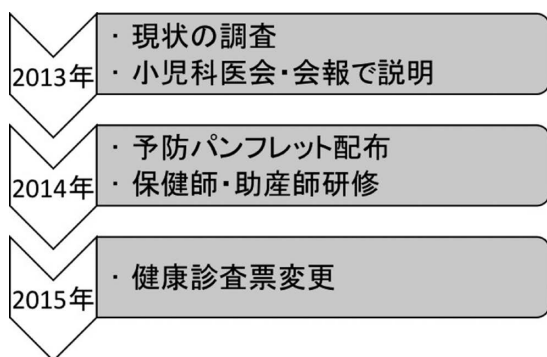 2013年
・現状の調査
・小児科医会・会報で説明
2014年
・予防パンフレット配布
・保健師・助産師研修
2015年
・健康診査票変更